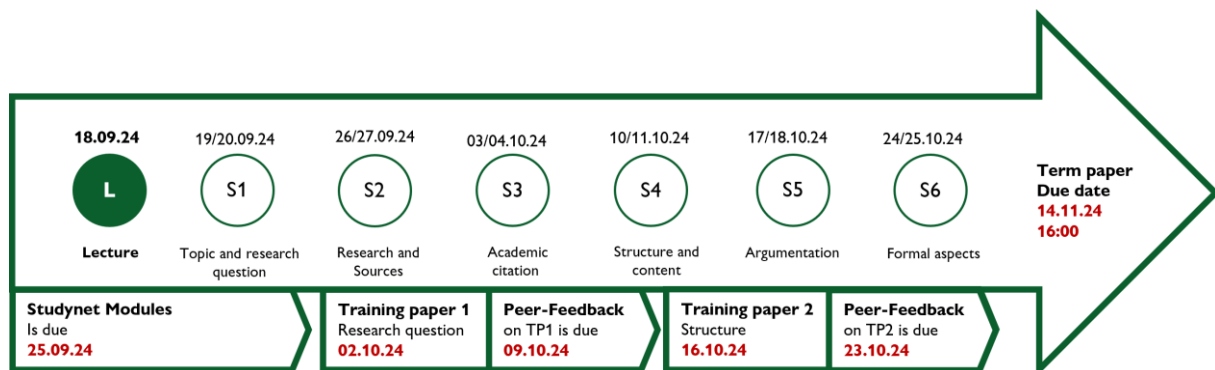 18.09.24
L
Lecture
19/20.09.24
S1
Topic and research
question
26/27.09.24
S2
Research and
Sources
03/04.10.24
S3
Academic
citation
10/11.10.24
S4
Structure and
content
17/18.10.24
S5
Argumentation
24/25.10.24
S6
Formal aspects
Term paper
Due date
14.11.24
16:00
Studynet Modules
Is due
25.09.24
Training paper 1
Research question
02.10.24
Peer-Feedback
on TP1 is due
09.10.24
Training paper 2
Structure
16.10.24
Peer-Feedback
on TP2 is due
23.10.24